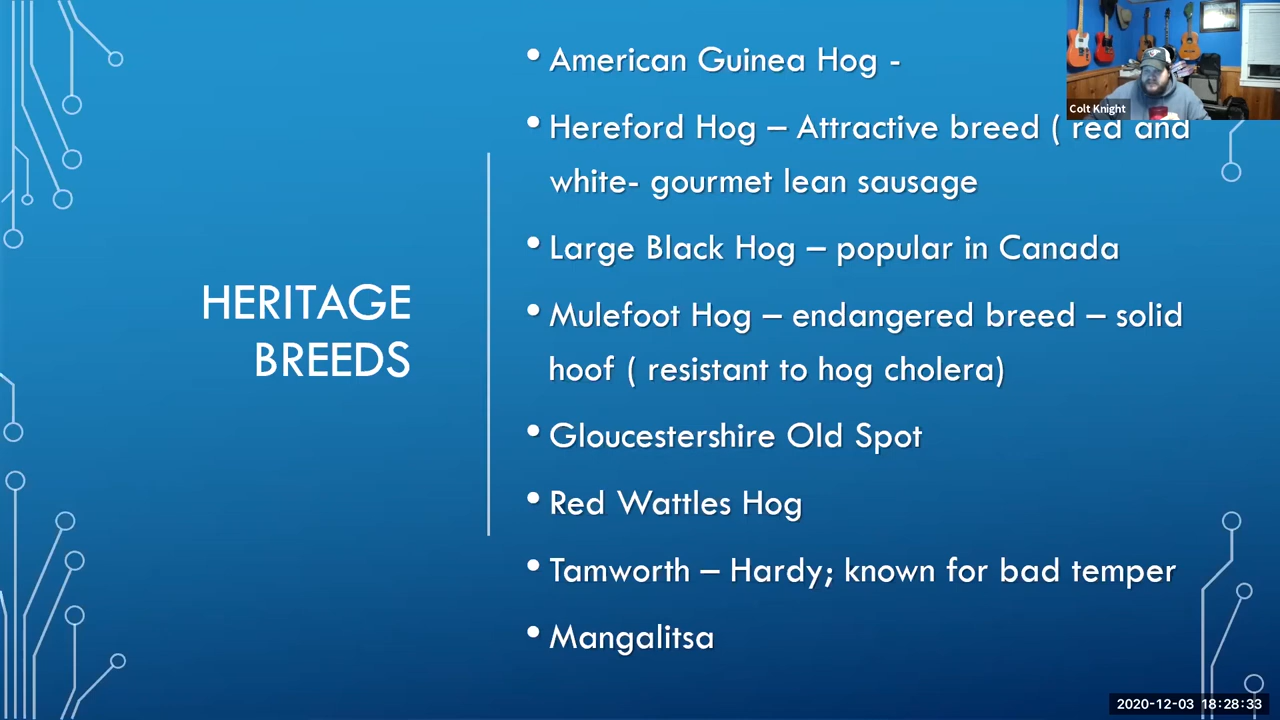 HERITAGE
BREEDS
• American Guinea Hog -
• Hereford Hog – Attractive breed ( red and
white- gourmet lean sausage
• Large Black Hog – popular in Canada
• Mulefoot Hog – endangered breed – solid
hoof ( resistant to hog cholera)
• Gloucestershire Old Spot
• Red Wattles Hog
• Tamworth – Hardy; known for bad temper
• Mangalitsa
Colt Knight
2020-12-03 18:28:33